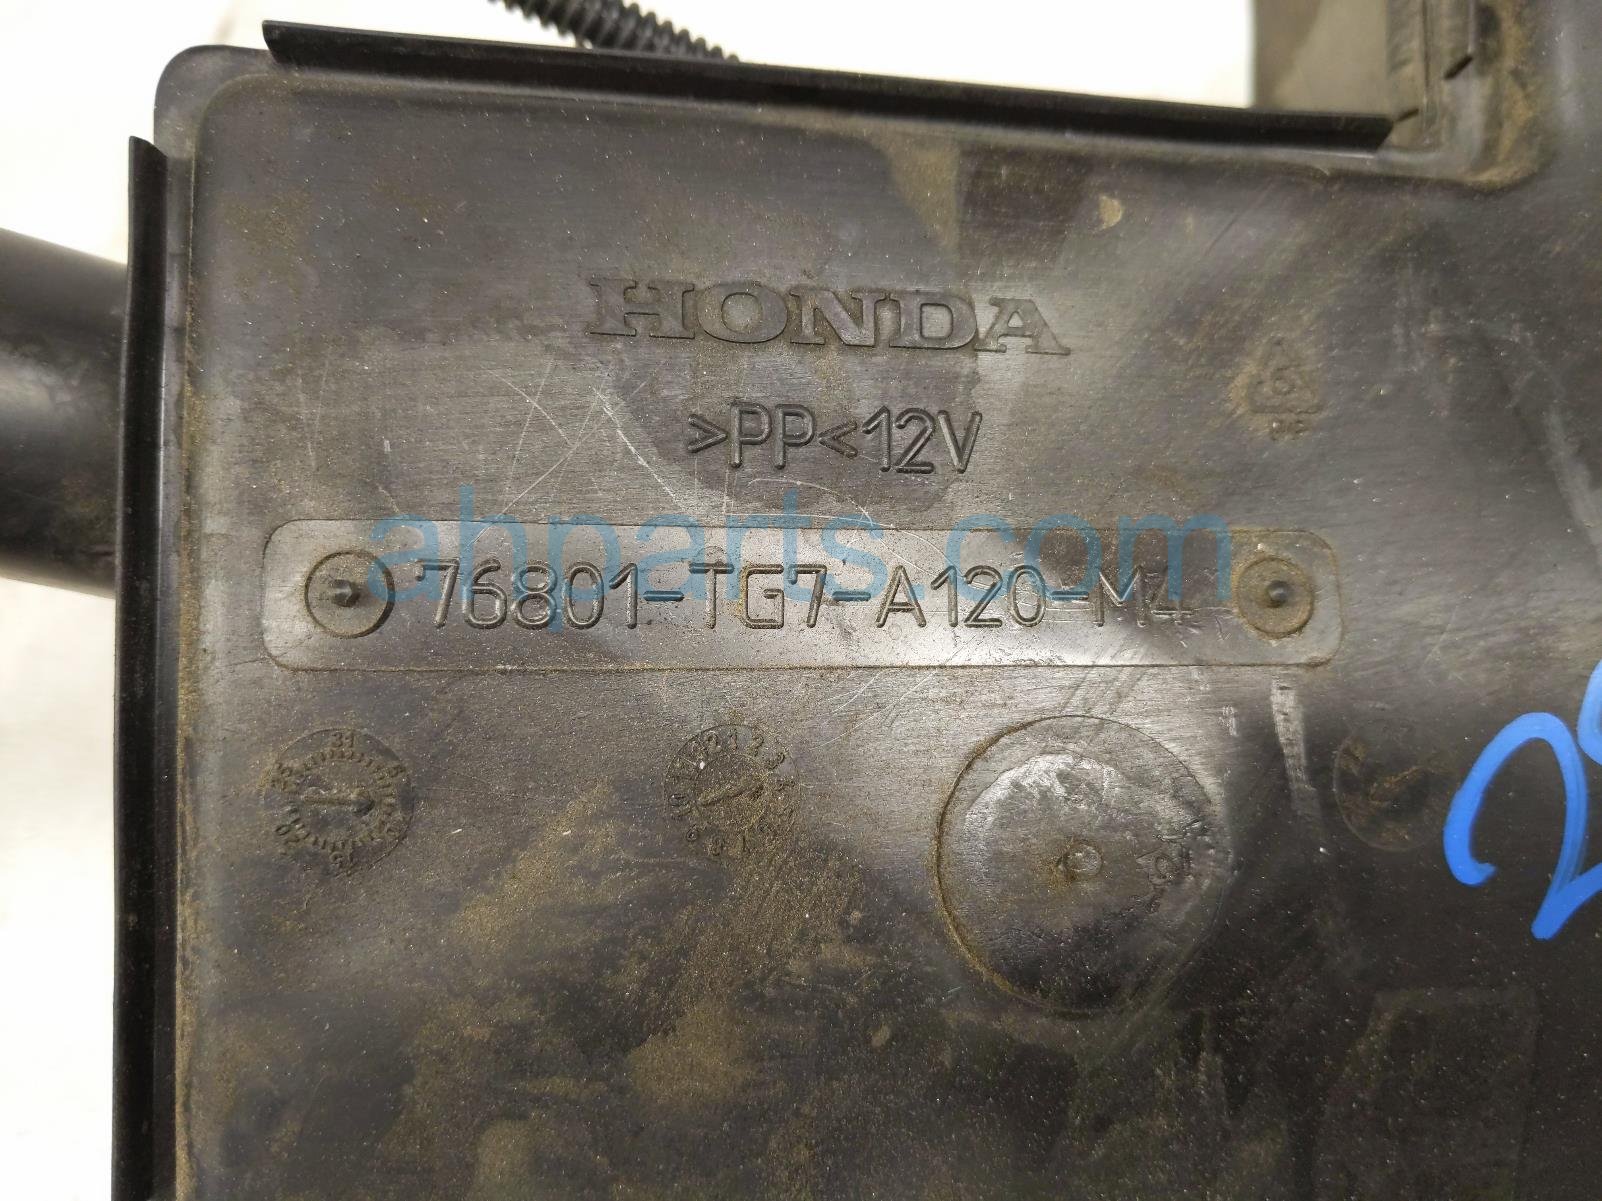 HONDA
>PP<12V
76801-TG7-A120-M4
ahparts.com